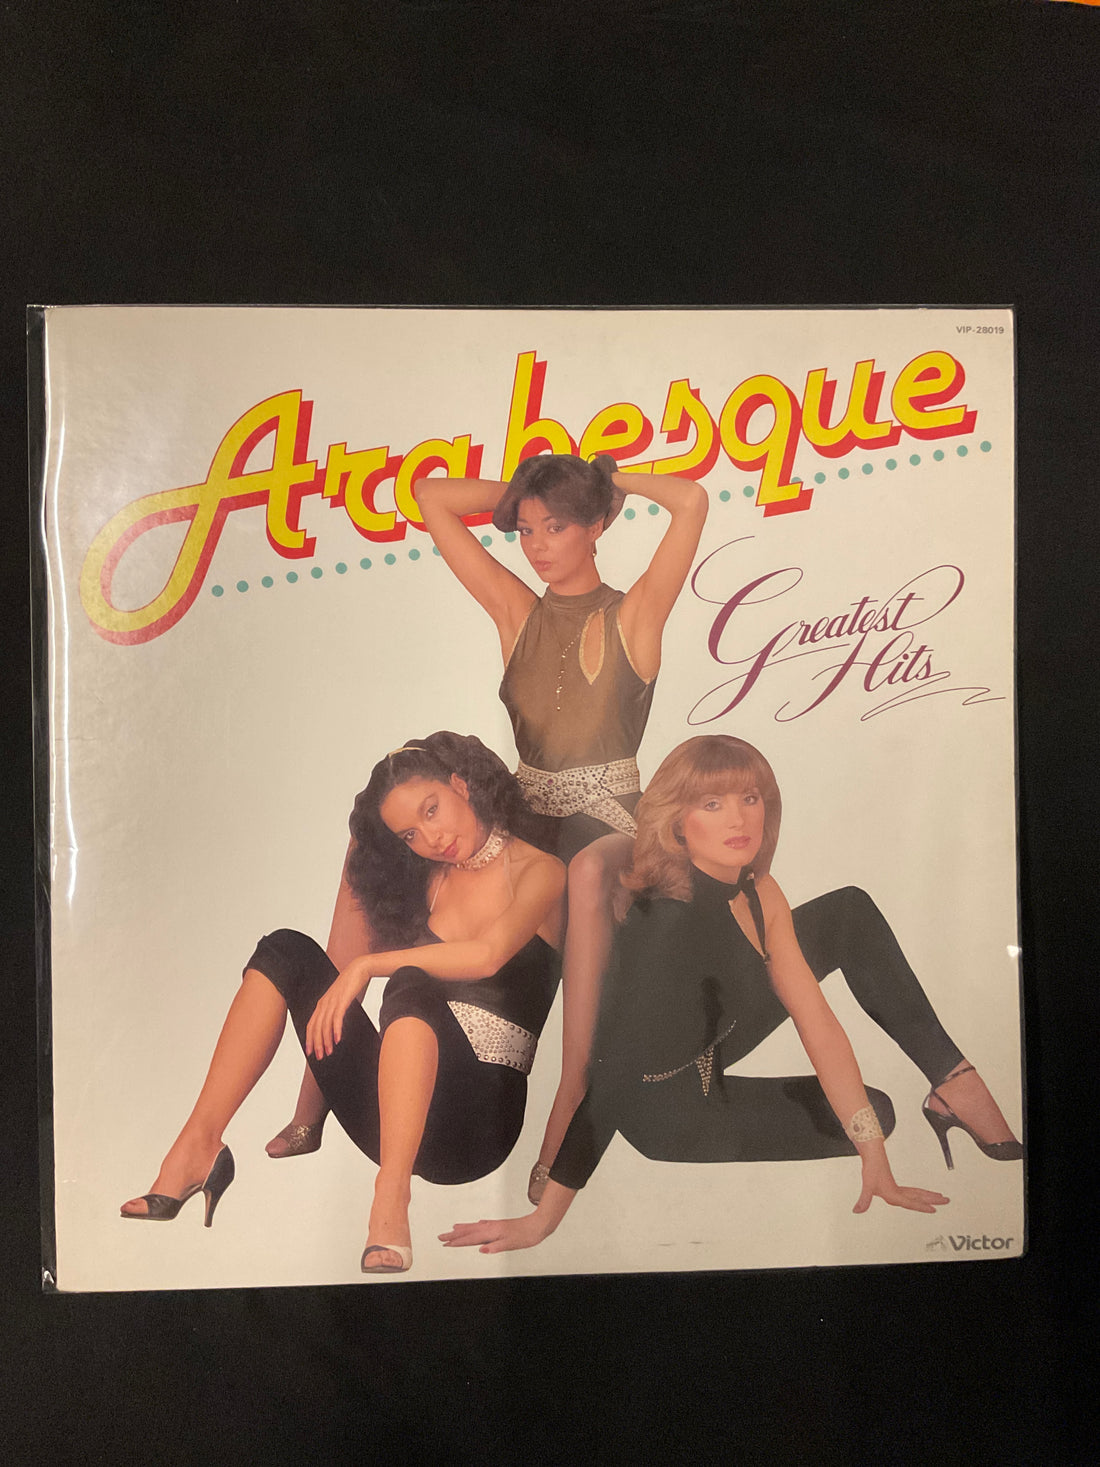 VIP-28019
Arabesque
Greatest
Hits
Victor